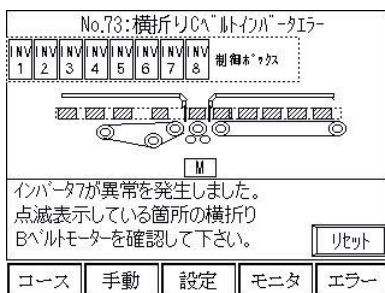 No.73:横折りCﾍﾞﾙﾄｲﾝﾊﾞｰﾀｴﾗｰ
INV 1 INV 2 INV 3 INV 4 INV 5 INV 6 INV 7 INV 8 制御ﾎﾞｯｸｽ
M
ｲﾝﾊﾞｰﾀ7が異常を発生しました。
点滅表示している箇所の横折り
Bﾍﾞﾙﾄモーターを確認して下さい。
ﾘｾｯﾄ
コース 手動 設定 モニタ エラー